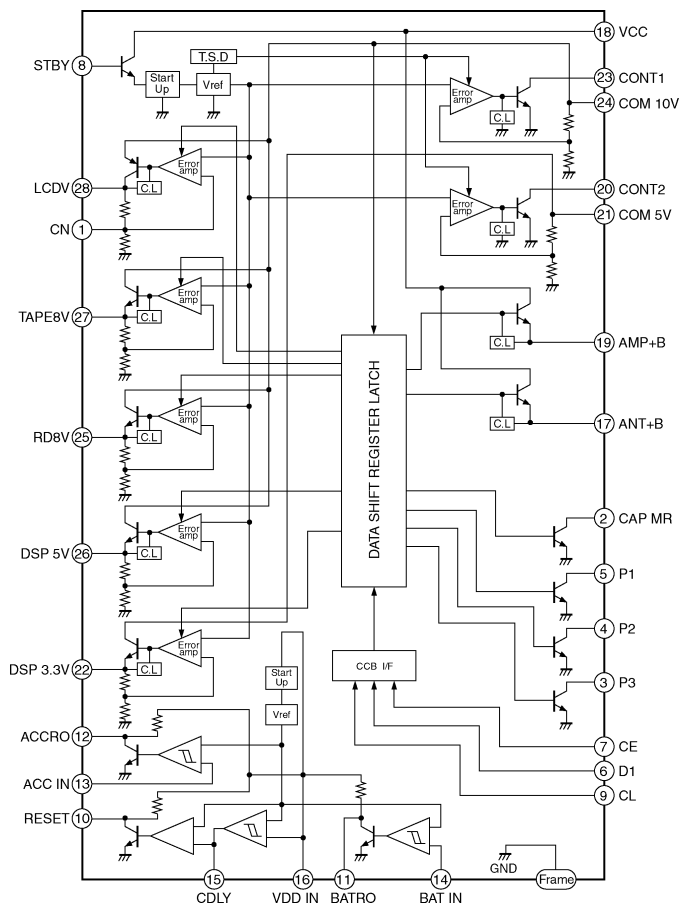 18 VCC
STBY 8
T.S.D
Start
Up
Vref
Error
amp
C.L
23 CONT1
24 COM 10V
Error
amp
LCDV 28
C.L
CN 1
Error
amp
C.L
20 CONT2
21 COM 5V
Error
amp
TAPE8V 27
C.L
C.L
19 AMP+B
DATA SHIFT REGISTER LATCH
Error
amp
RD8V 25
C.L
C.L
17 ANT+B
Error
amp
DSP 5V 26
C.L
2 CAP MR
5 P1
4 P2
3 P3
Error
amp
DSP 3.3V 22
C.L
Start
Up
Vref
CCB I/F
ACCRO 12
ACC IN 13
RESET 10
7 CE
6 D1
9 CL
GND
15 16 11 14 Frame
CDLY VDD IN BATRO BAT IN